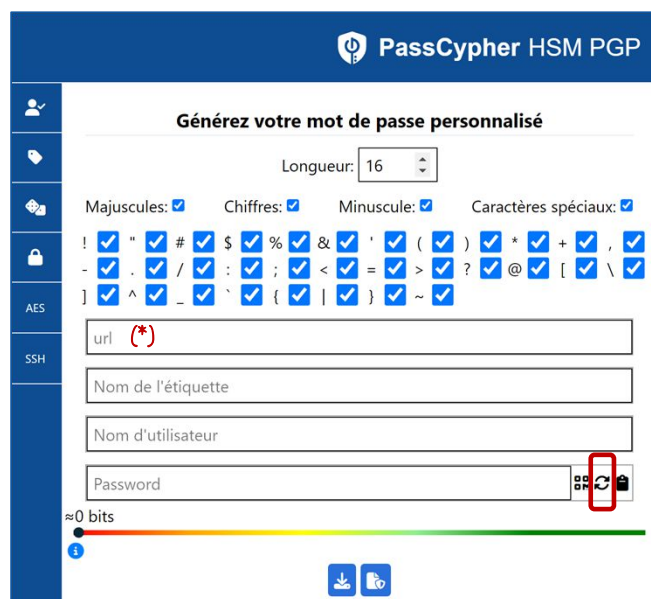 PassCypher HSM PGP
Générez votre mot de passe personnalisé
Longueur: 16
Majuscules: Chiffres: Minuscule: Caractères spéciaux:
! " # $ % & ' ( ) * + ,
- . / : ; < = > ? @ [ \
] ^ _ ` { | } ~
AES
url (*)
SSH
Nom de l'étiquette
Nom d'utilisateur
Password
≈0 bits